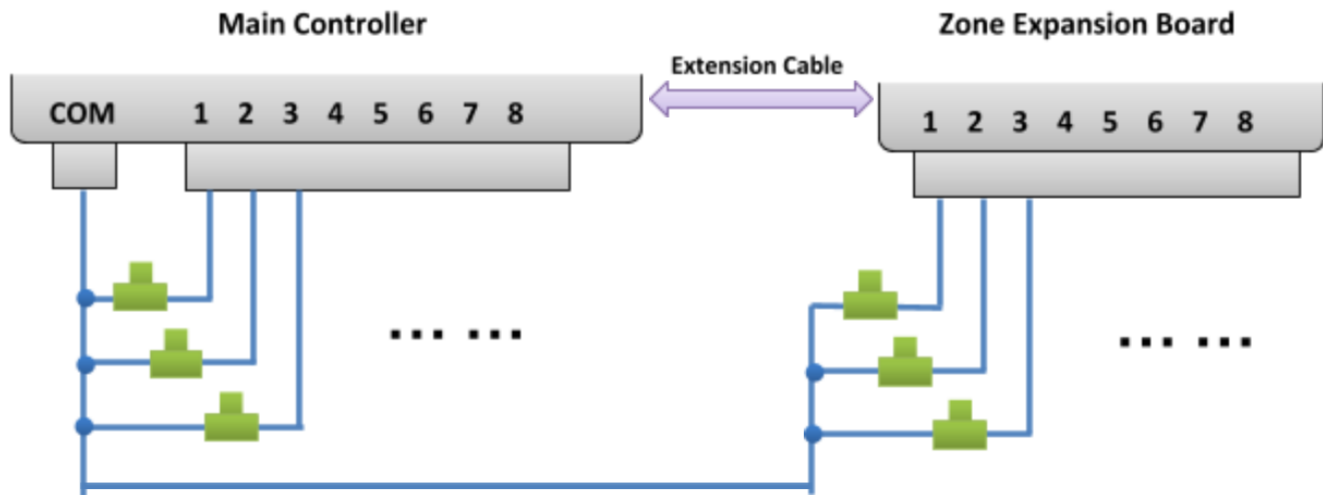 Main Controller
Zone Expansion Board
Extension Cable
COM 1 2 3 4 5 6 7 8
1 2 3 4 5 6 7 8
... ...
... ...